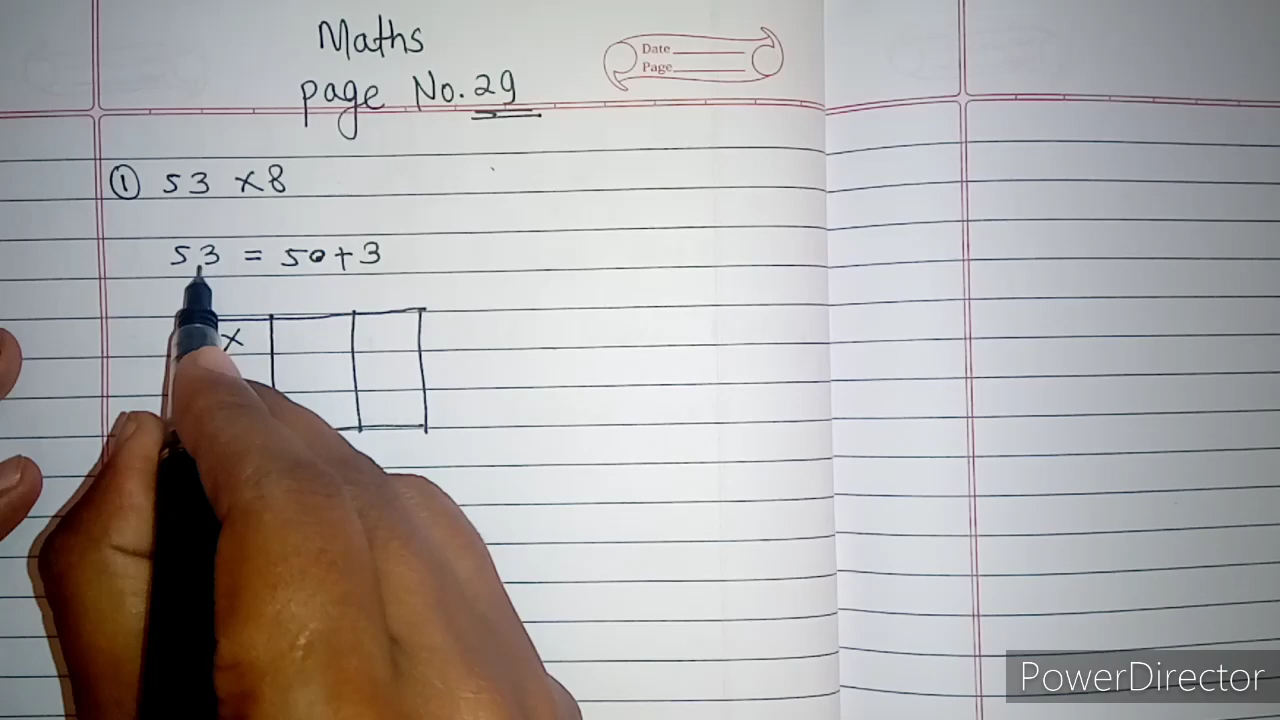 Maths
Date
Page
page No. 29
① 53 × 8
53 = 50 + 3
×
PowerDirector